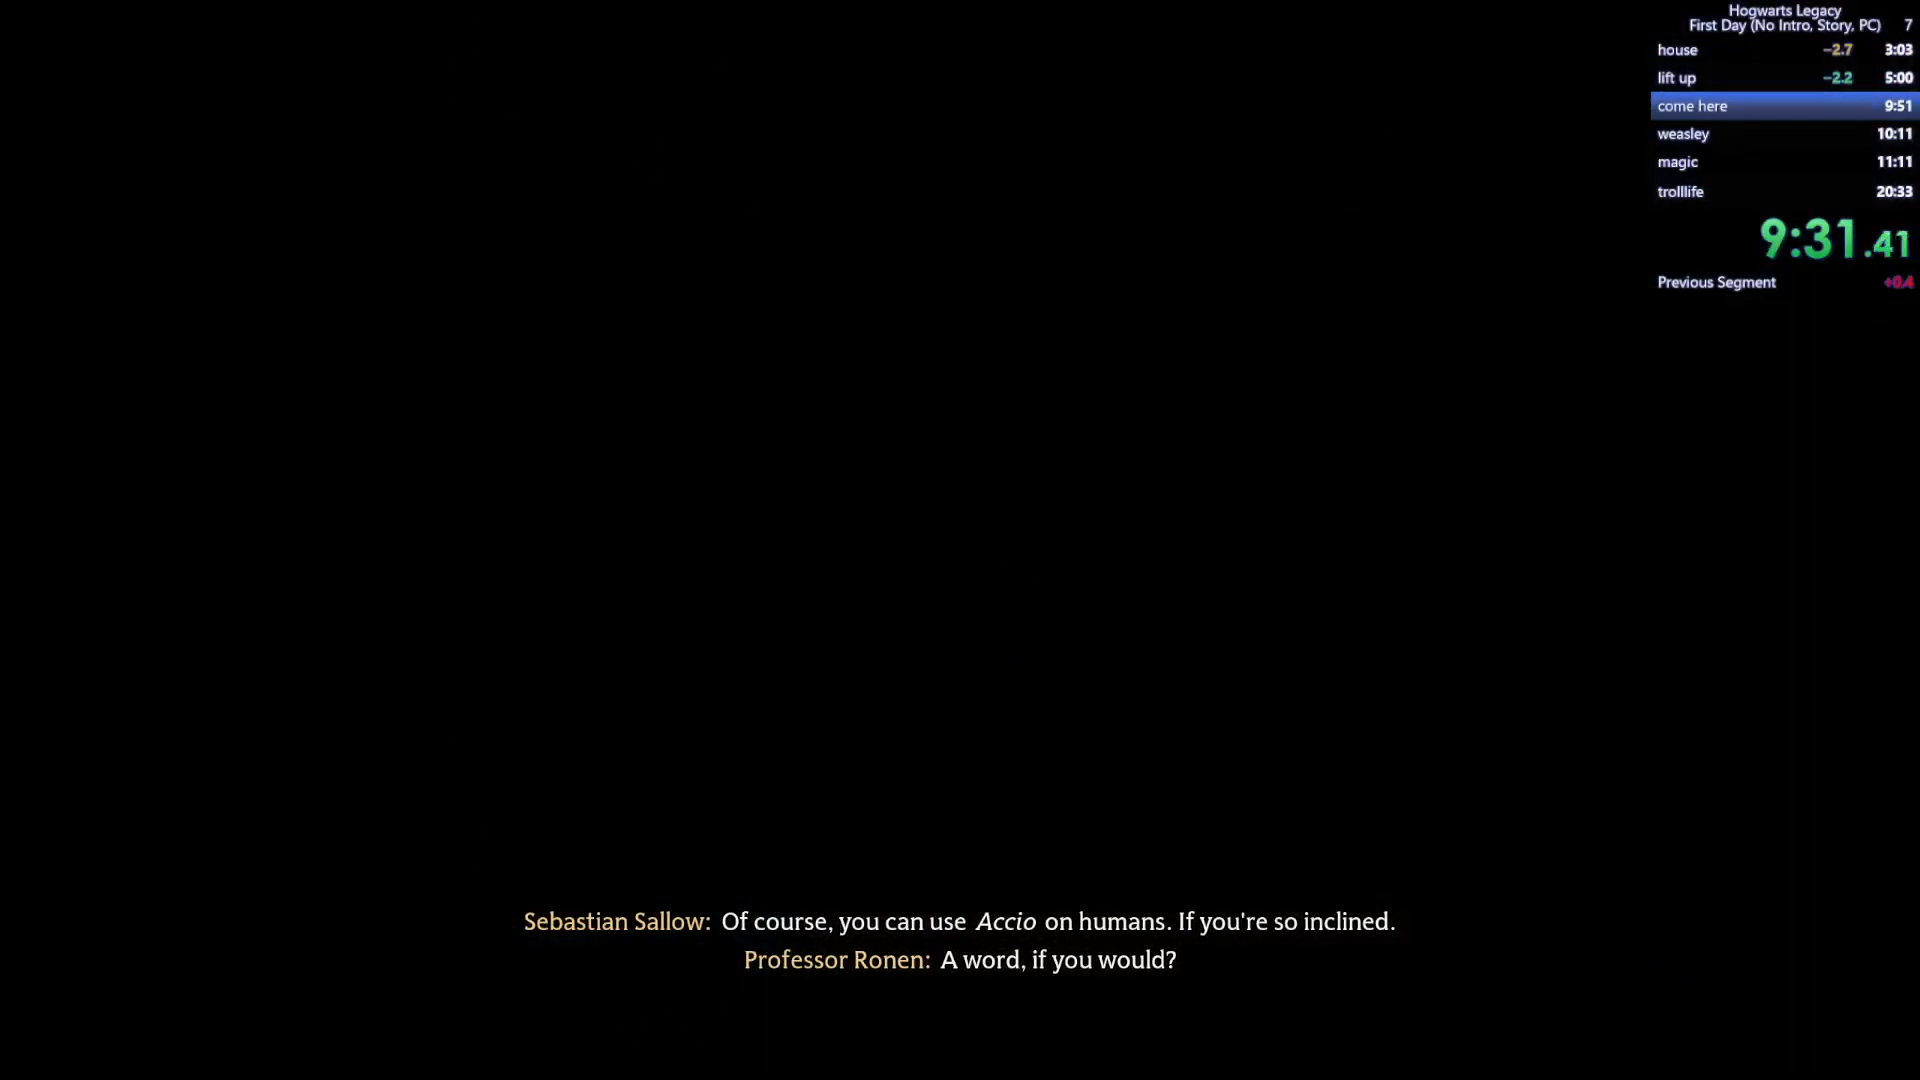 Hogwarts Legacy
First Day (No Intro, Story, PC) 7
house −2.7 3:03
lift up −2.2 5:00
come here 9:51
weasley 10:11
magic 11:11
trolllife 20:33
9:31.41
Previous Segment +0.4
Sebastian Sallow: Of course, you can use Accio on humans. If you're so inclined.
Professor Ronen: A word, if you would?